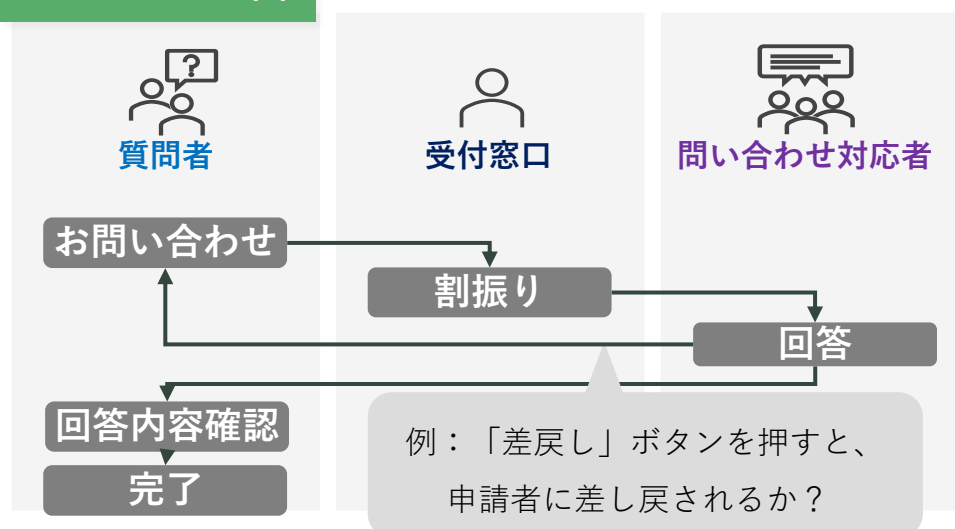 ?
質問者
受付窓口
問い合わせ対応者
お問い合わせ
割振り
回答
回答内容確認
完了
例：「差戻し」ボタンを押すと、
申請者に差し戻されるか？